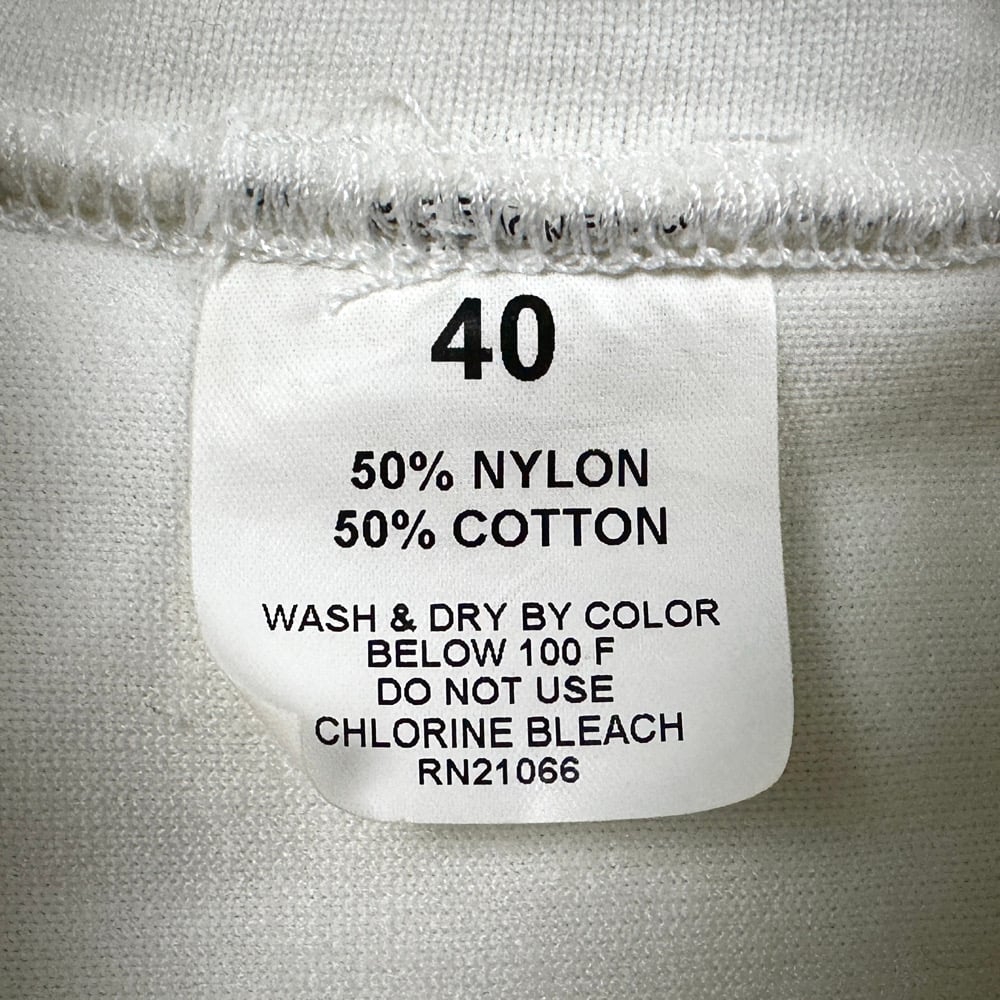 40
50% NYLON
50% COTTON
WASH & DRY BY COLOR
BELOW 100 F
DO NOT USE
CHLORINE BLEACH
RN21066